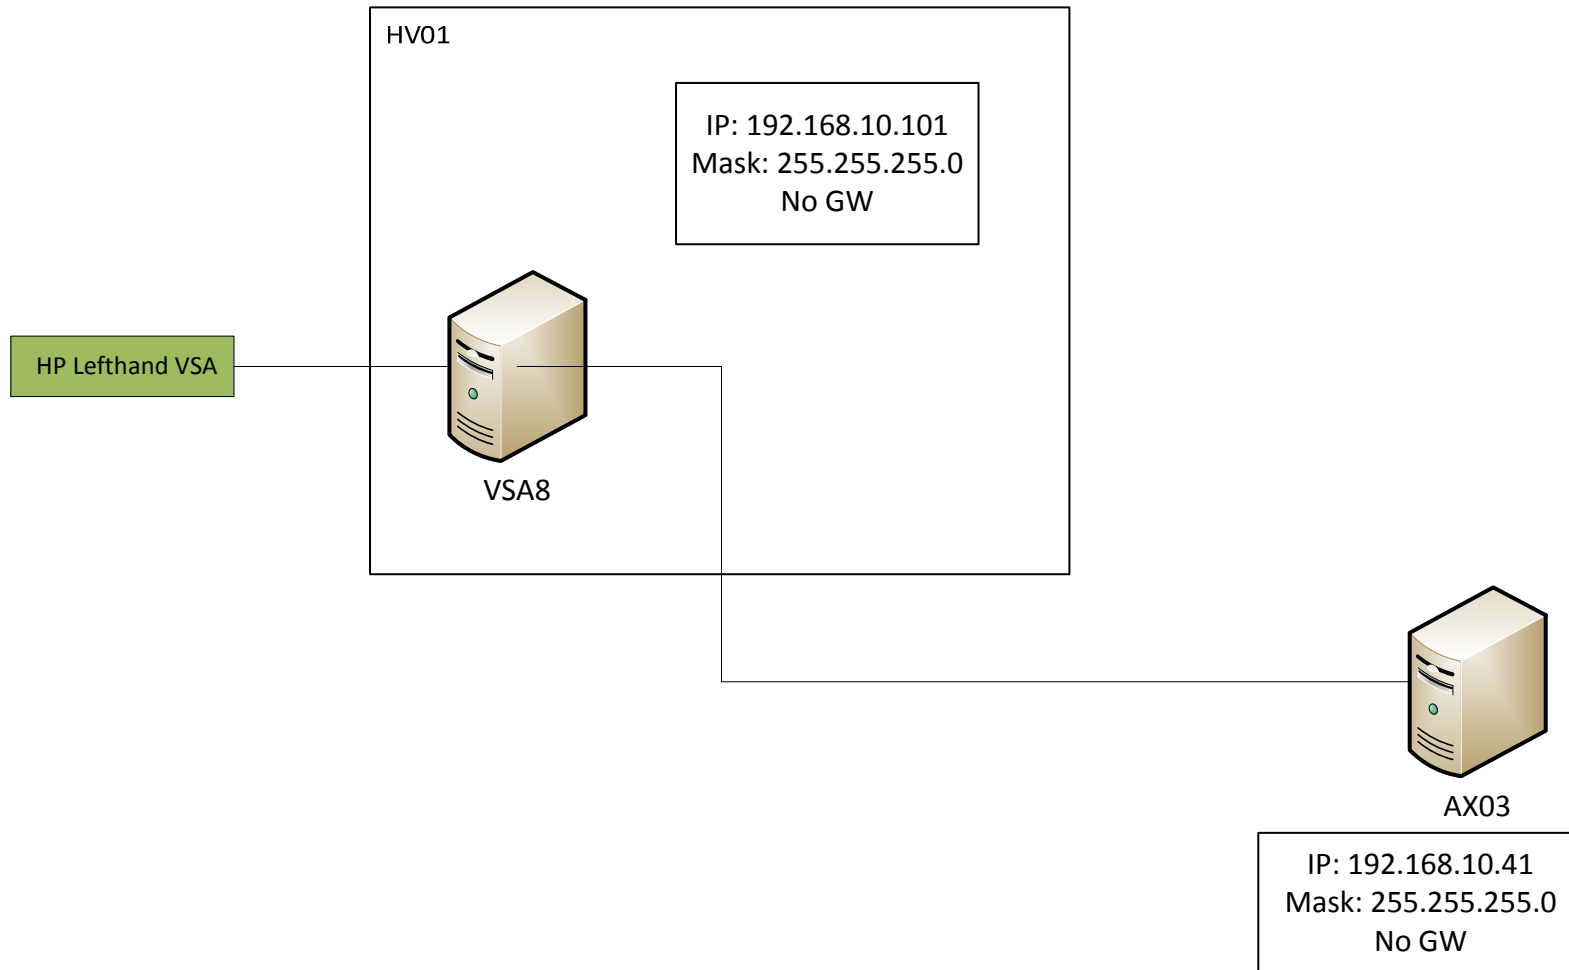 HV01
IP: 192.168.10.101
Mask: 255.255.255.0
No GW
HP Lefthand VSA
VSA8
AX03
IP: 192.168.10.41
Mask: 255.255.255.0
No GW